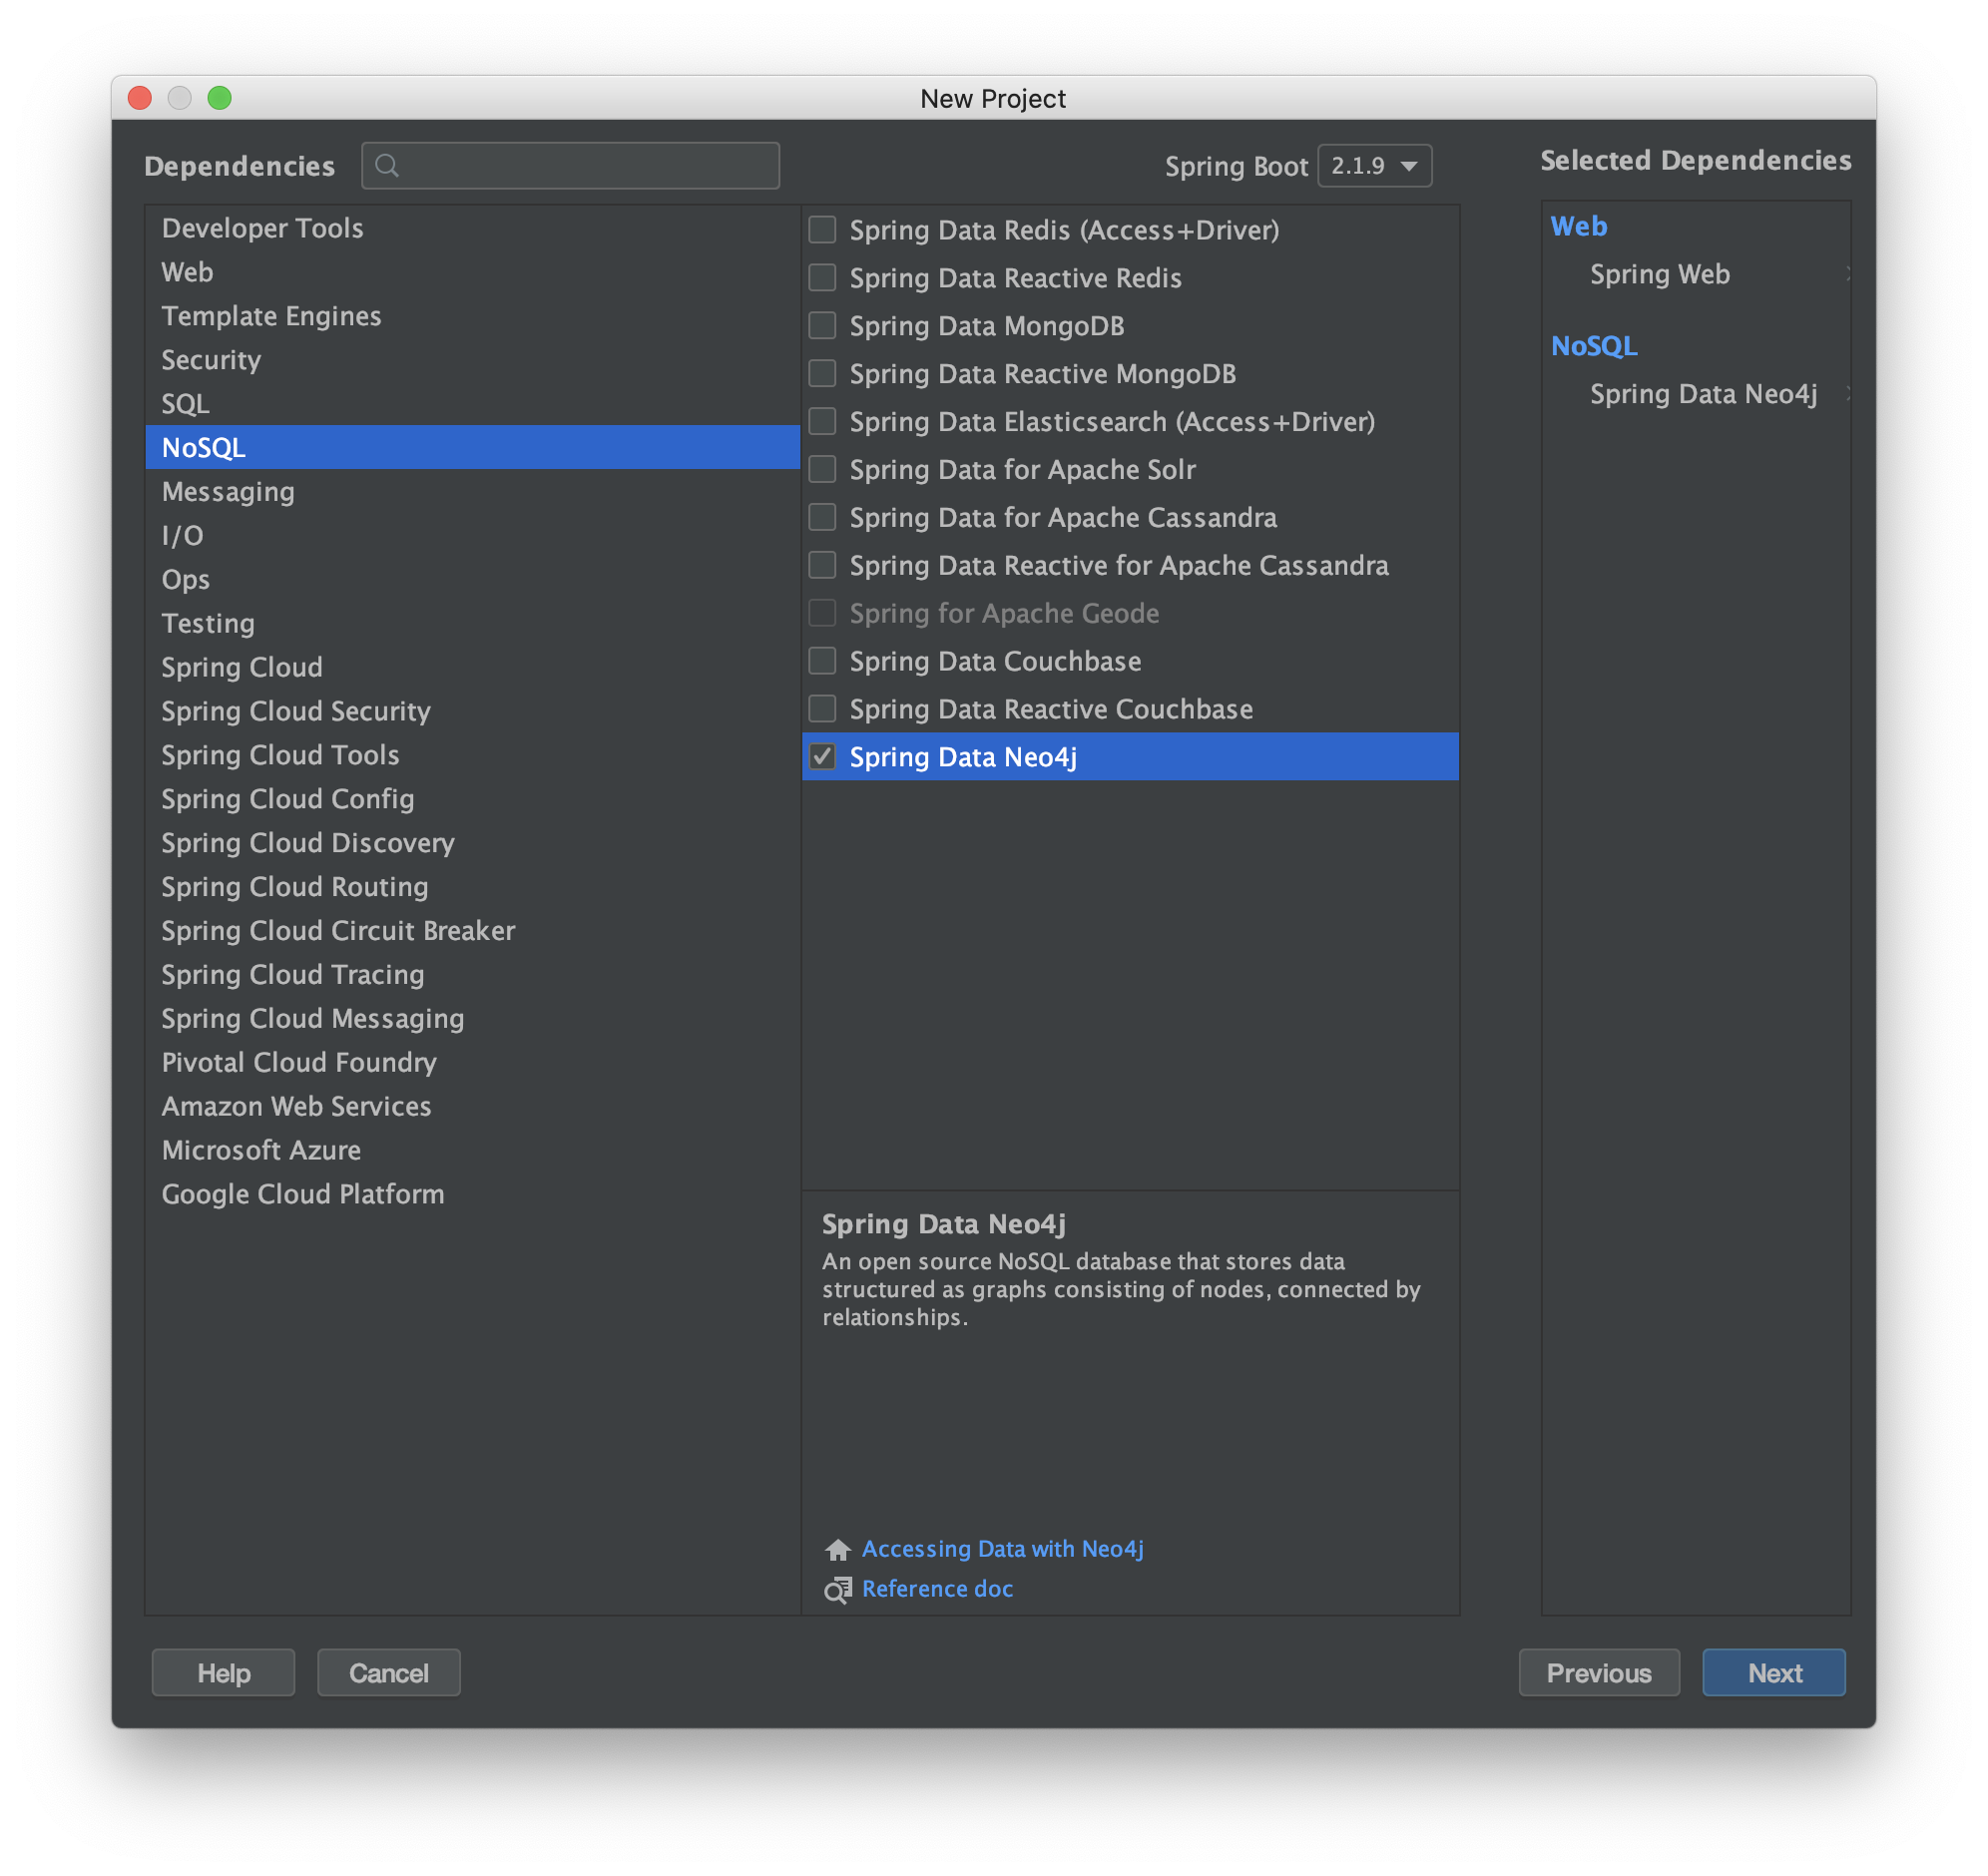 New Project
Dependencies
Spring Boot 2.1.9
Selected Dependencies
Developer Tools
Web
Template Engines
Security
SQL
NoSQL
Messaging
I/O
Ops
Testing
Spring Cloud
Spring Cloud Security
Spring Cloud Tools
Spring Cloud Config
Spring Cloud Discovery
Spring Cloud Routing
Spring Cloud Circuit Breaker
Spring Cloud Tracing
Spring Cloud Messaging
Pivotal Cloud Foundry
Amazon Web Services
Microsoft Azure
Google Cloud Platform
Spring Data Redis (Access+Driver)
Spring Data Reactive Redis
Spring Data MongoDB
Spring Data Reactive MongoDB
Spring Data Elasticsearch (Access+Driver)
Spring Data for Apache Solr
Spring Data for Apache Cassandra
Spring Data Reactive for Apache Cassandra
Spring for Apache Geode
Spring Data Couchbase
Spring Data Reactive Couchbase
Spring Data Neo4j
Spring Data Neo4j
An open source NoSQL database that stores data
structured as graphs consisting of nodes, connected by
relationships.
Accessing Data with Neo4j
Reference doc
Web
Spring Web
NoSQL
Spring Data Neo4j
Help
Cancel
Previous
Next